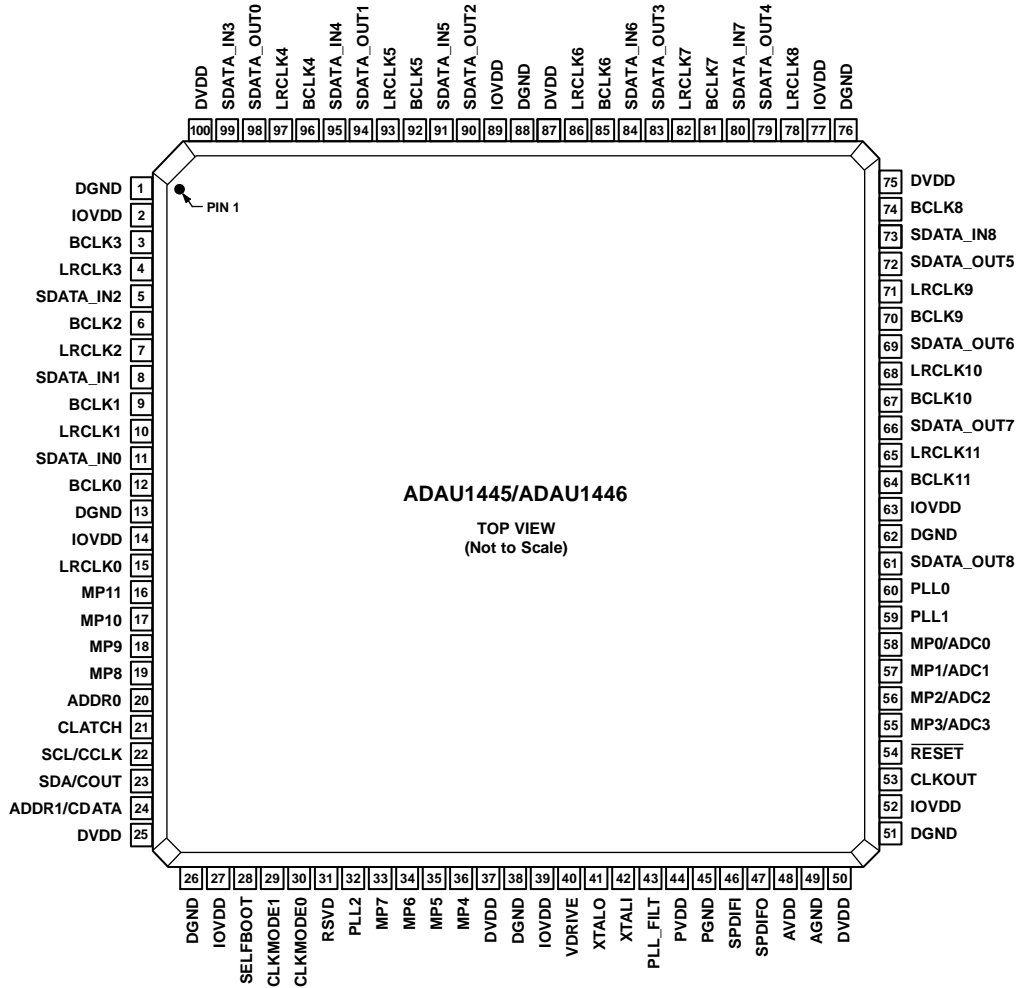 DVDD
SDATA_IN3
SDATA_OUT0
LRCLK4
BCLK4
SDATA_IN4
SDATA_OUT1
LRCLK5
BCLK5
SDATA_IN5
SDATA_OUT2
IOVDD
DGND
DVDD
LRCLK6
BCLK6
SDATA_IN6
SDATA_OUT3
LRCLK7
BCLK7
SDATA_IN7
SDATA_OUT4
LRCLK8
IOVDD
DGND
100 99 98 97 96 95 94 93 92 91 90 89 88 87 86 85 84 83 82 81 80 79 78 77 76
DGND 1
IOVDD 2
BCLK3 3
LRCLK3 4
SDATA_IN2 5
BCLK2 6
LRCLK2 7
SDATA_IN1 8
BCLK1 9
LRCLK1 10
SDATA_IN0 11
BCLK0 12
DGND 13
IOVDD 14
LRCLK0 15
MP11 16
MP10 17
MP9 18
MP8 19
ADDR0 20
CLATCH 21
SCL/CCLK 22
SDA/COUT 23
ADDR1/CDATA 24
DVDD 25
PIN 1
ADAU1445/ADAU1446
TOP VIEW
(Not to Scale)
75 DVDD
74 BCLK8
73 SDATA_IN8
72 SDATA_OUT5
71 LRCLK9
70 BCLK9
69 SDATA_OUT6
68 LRCLK10
67 BCLK10
66 SDATA_OUT7
65 LRCLK11
64 BCLK11
63 IOVDD
62 DGND
61 SDATA_OUT8
60 PLL0
59 PLL1
58 MP0/ADC0
57 MP1/ADC1
56 MP2/ADC2
55 MP3/ADC3
54 RESET
53 CLKOUT
52 IOVDD
51 DGND
26 27 28 29 30 31 32 33 34 35 36 37 38 39 40 41 42 43 44 45 46 47 48 49 50
DGND
IOVDD
SELFBOOT
CLKMODE1
CLKMODE0
RSVD
PLL2
MP7
MP6
MP5
MP4
DVDD
DGND
IOVDD
VDRIVE
XTALO
XTALI
PLL_FILT
PVDD
PGND
SPDIFI
SPDIFO
AVDD
AGND
DVDD